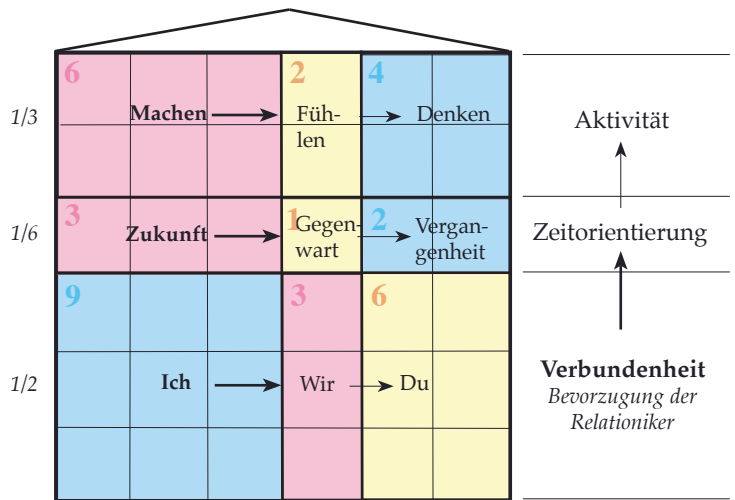 6 2 4
1/3 Machen Füh-
len Denken Aktivität
3 1 2
1/6 Zukunft Gegen-
wart Vergan-
genheit Zeitorientierung
9 3 6
1/2 Ich Wir Du
Verbundenheit
Bevorzugung der
Relationiker